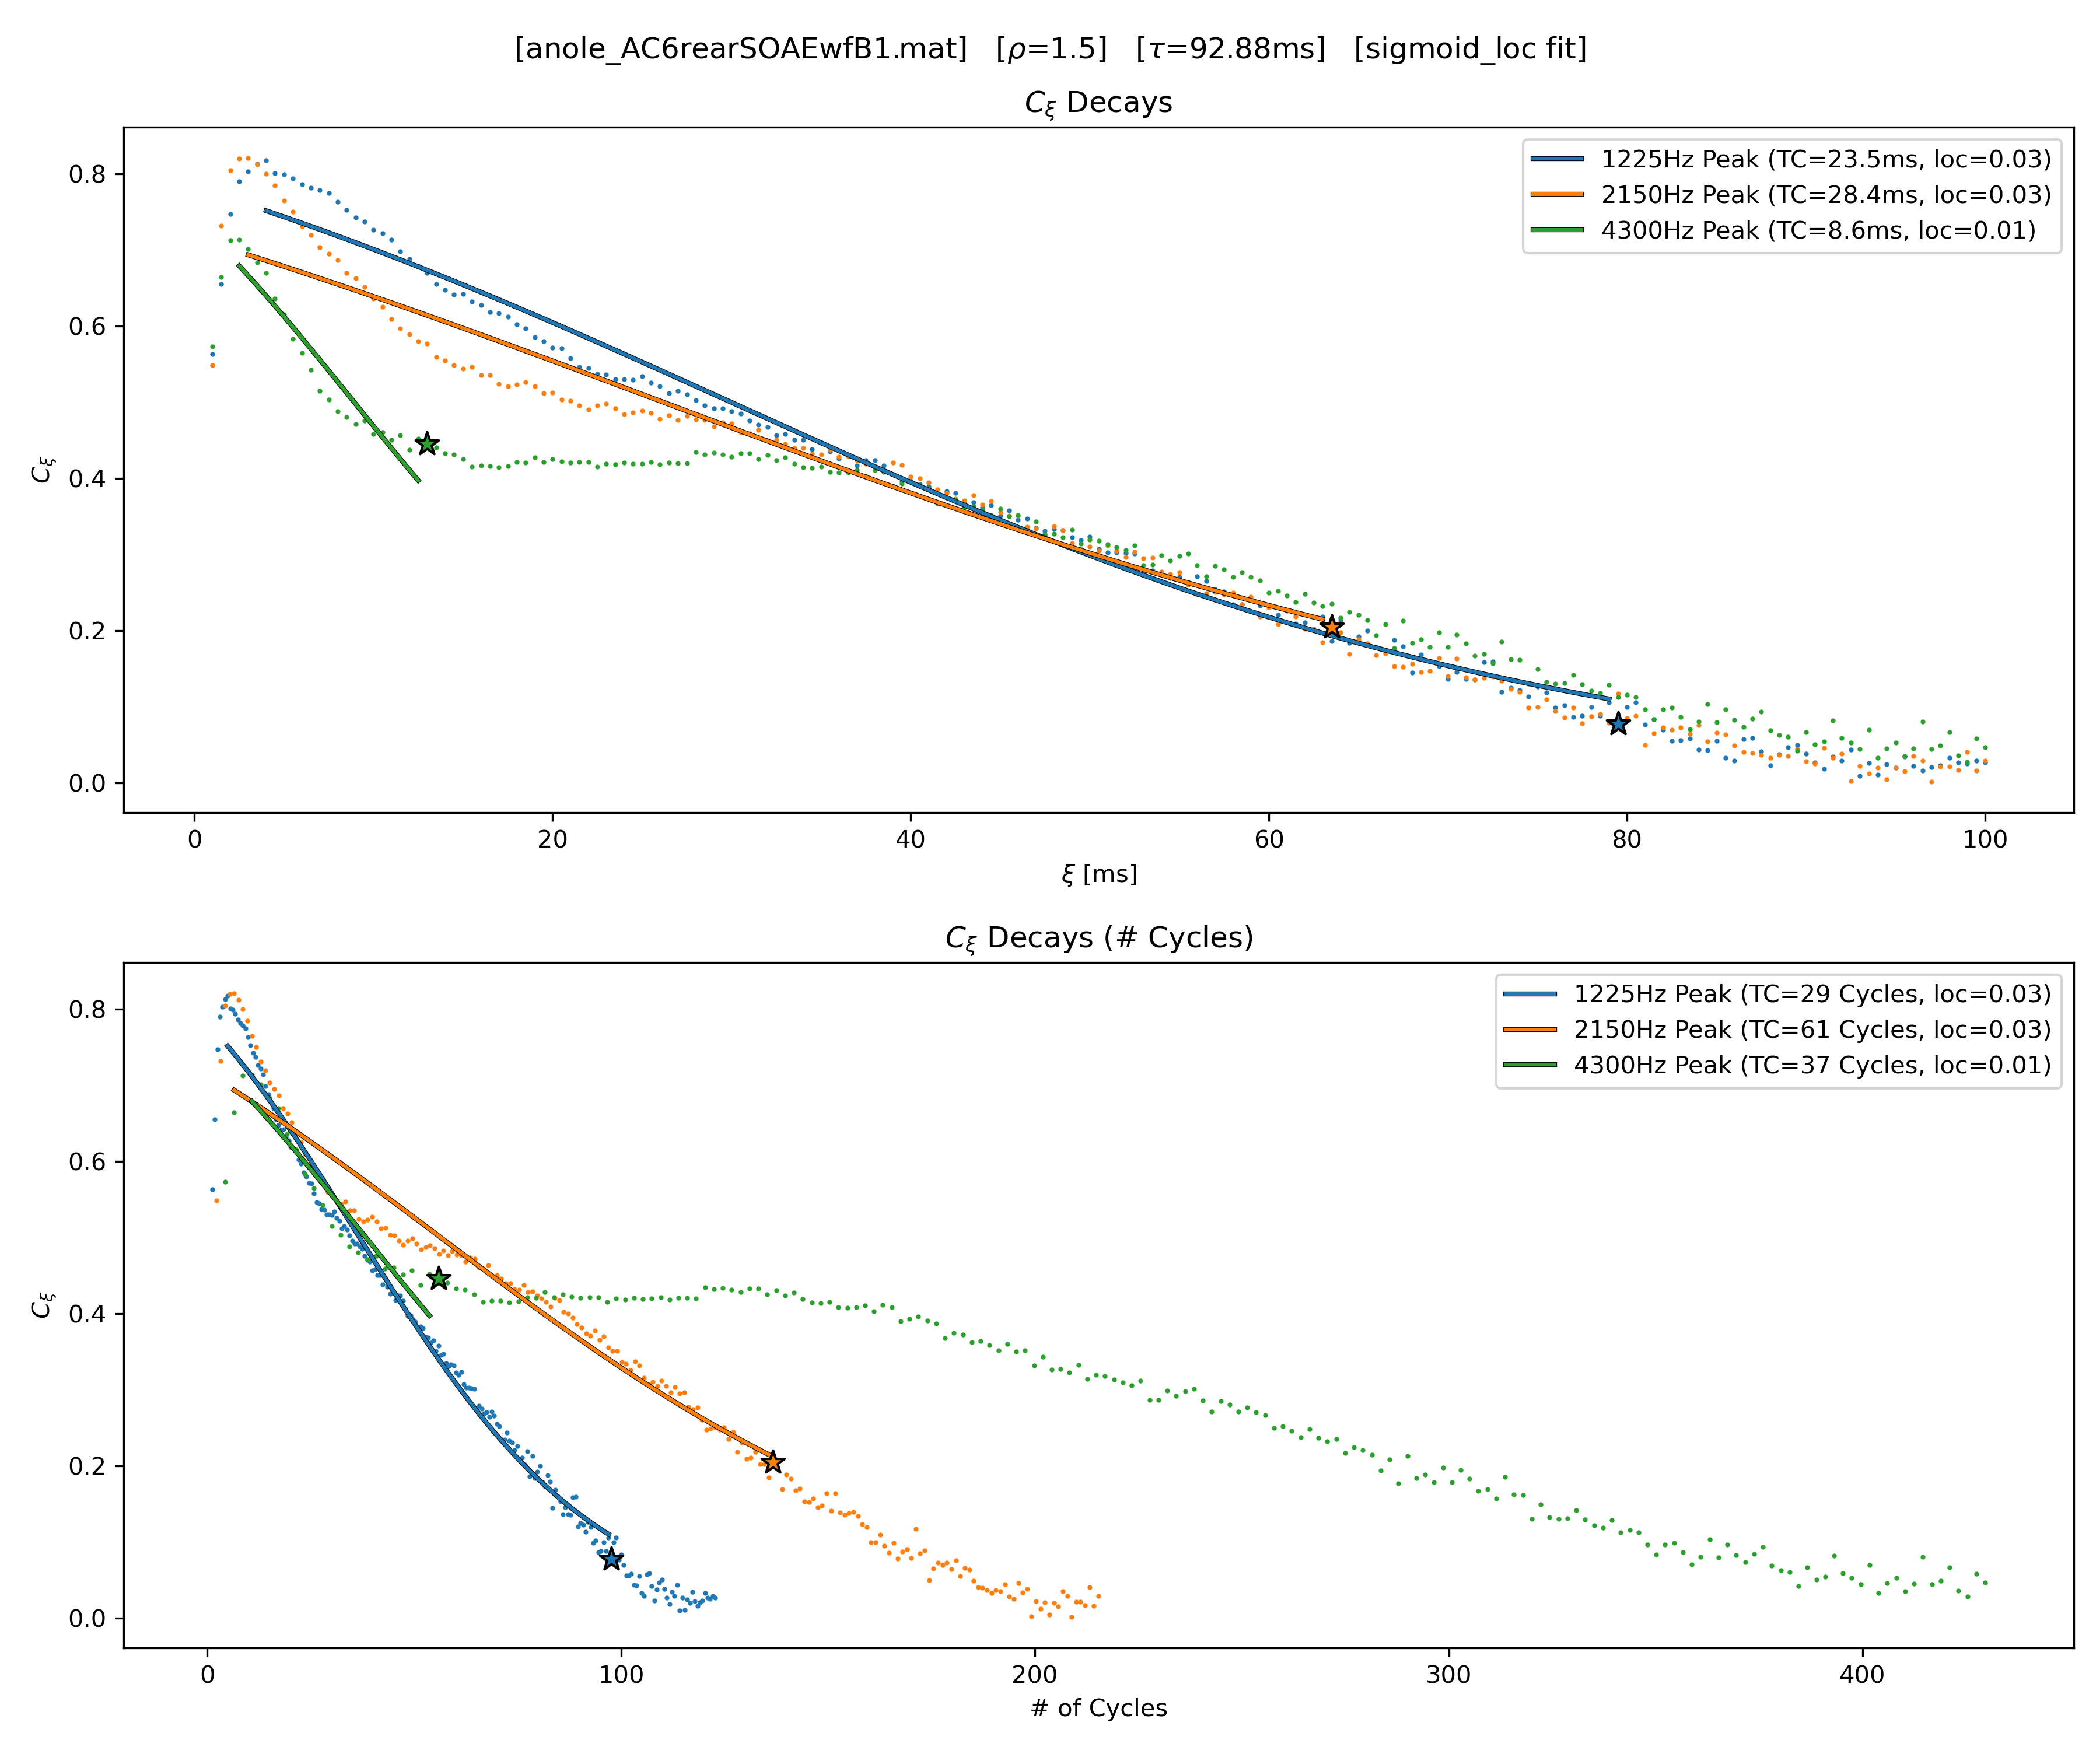 [anole_AC6rearSOAEwfB1.mat]   [ρ=1.5]   [τ=92.88ms]   [sigmoid_loc fit]
C_ξ Decays
1225Hz Peak (TC=23.5ms, loc=0.03)
2150Hz Peak (TC=28.4ms, loc=0.03)
4300Hz Peak (TC=8.6ms, loc=0.01)
0.8
0.6
0.4
0.2
0.0
C_ξ
0 20 40 60 80 100
ξ [ms]
C_ξ Decays (# Cycles)
1225Hz Peak (TC=29 Cycles, loc=0.03)
2150Hz Peak (TC=61 Cycles, loc=0.03)
4300Hz Peak (TC=37 Cycles, loc=0.01)
0.8
0.6
0.4
0.2
0.0
C_ξ
0 100 200 300 400
# of Cycles